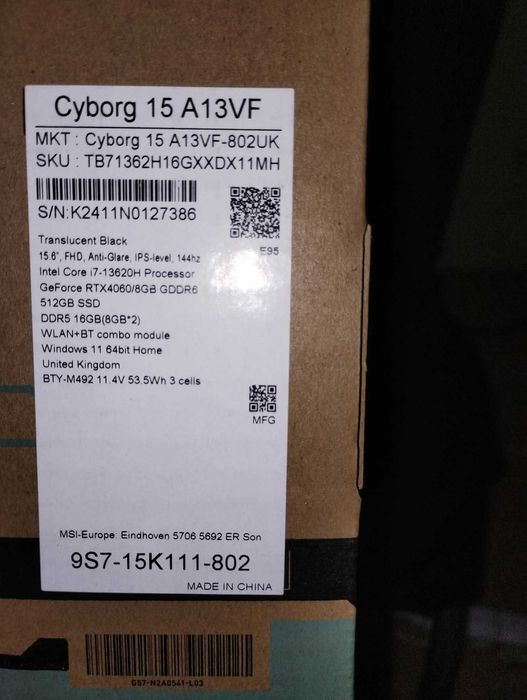 Cyborg 15 A13VF
MKT : Cyborg 15 A13VF-802UK
SKU : TB71362H16GXXDX11MH
S/N:K2411N0127386
E95
Translucent Black
15.6", FHD, Anti-Glare, IPS-level, 144hz
Intel Core i7-13620H Processor
GeForce RTX4060/8GB GDDR6
512GB SSD
DDR5 16GB(8GB*2)
WLAN+BT combo module
Windows 11 64bit Home
United Kingdom
BTY-M492 11.4V 53.5Wh 3 cells
MFG
MSI-Europe: Eindhoven 5706 5692 ER Son
9S7-15K111-802
MADE IN CHINA
G57-N2A0541-L03